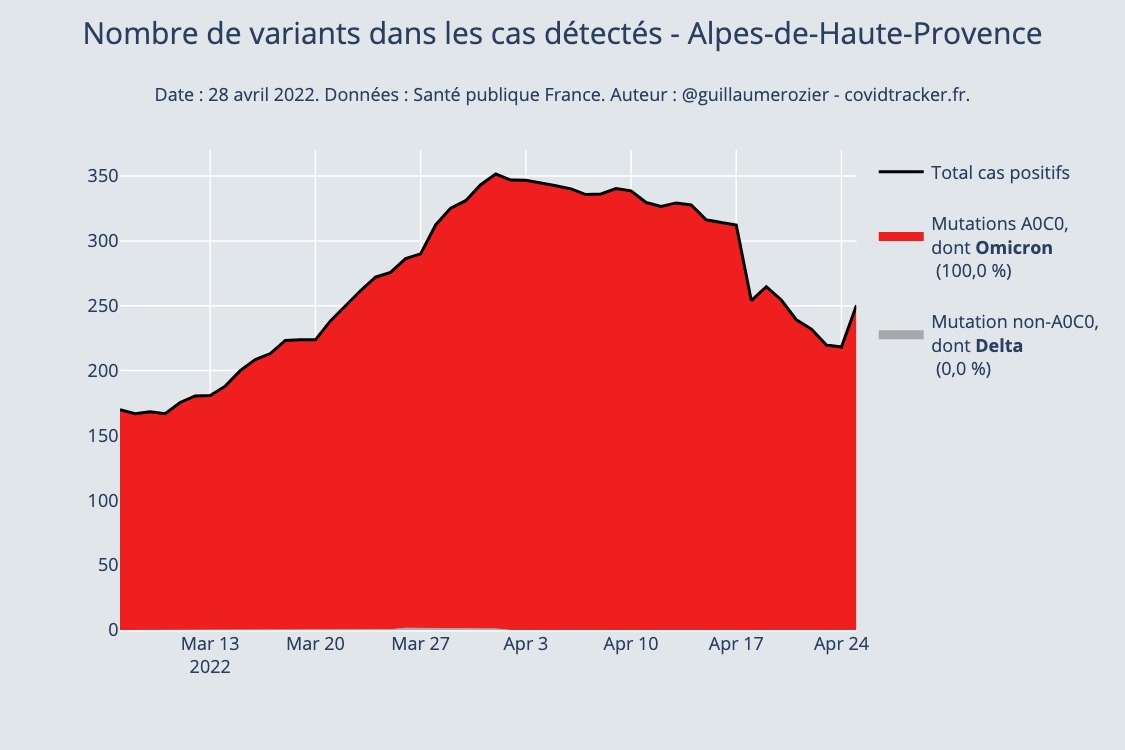 Nombre de variants dans les cas détectés - Alpes-de-Haute-Provence
Date : 28 avril 2022. Données : Santé publique France. Auteur : @guillaumerozier - covidtracker.fr.
350
300
250
200
150
100
50
0
Mar 13
2022
Mar 20
Mar 27
Apr 3
Apr 10
Apr 17
Apr 24
Total cas positifs
Mutations A0C0,
dont Omicron
(100,0 %)
Mutation non-A0C0,
dont Delta
(0,0 %)